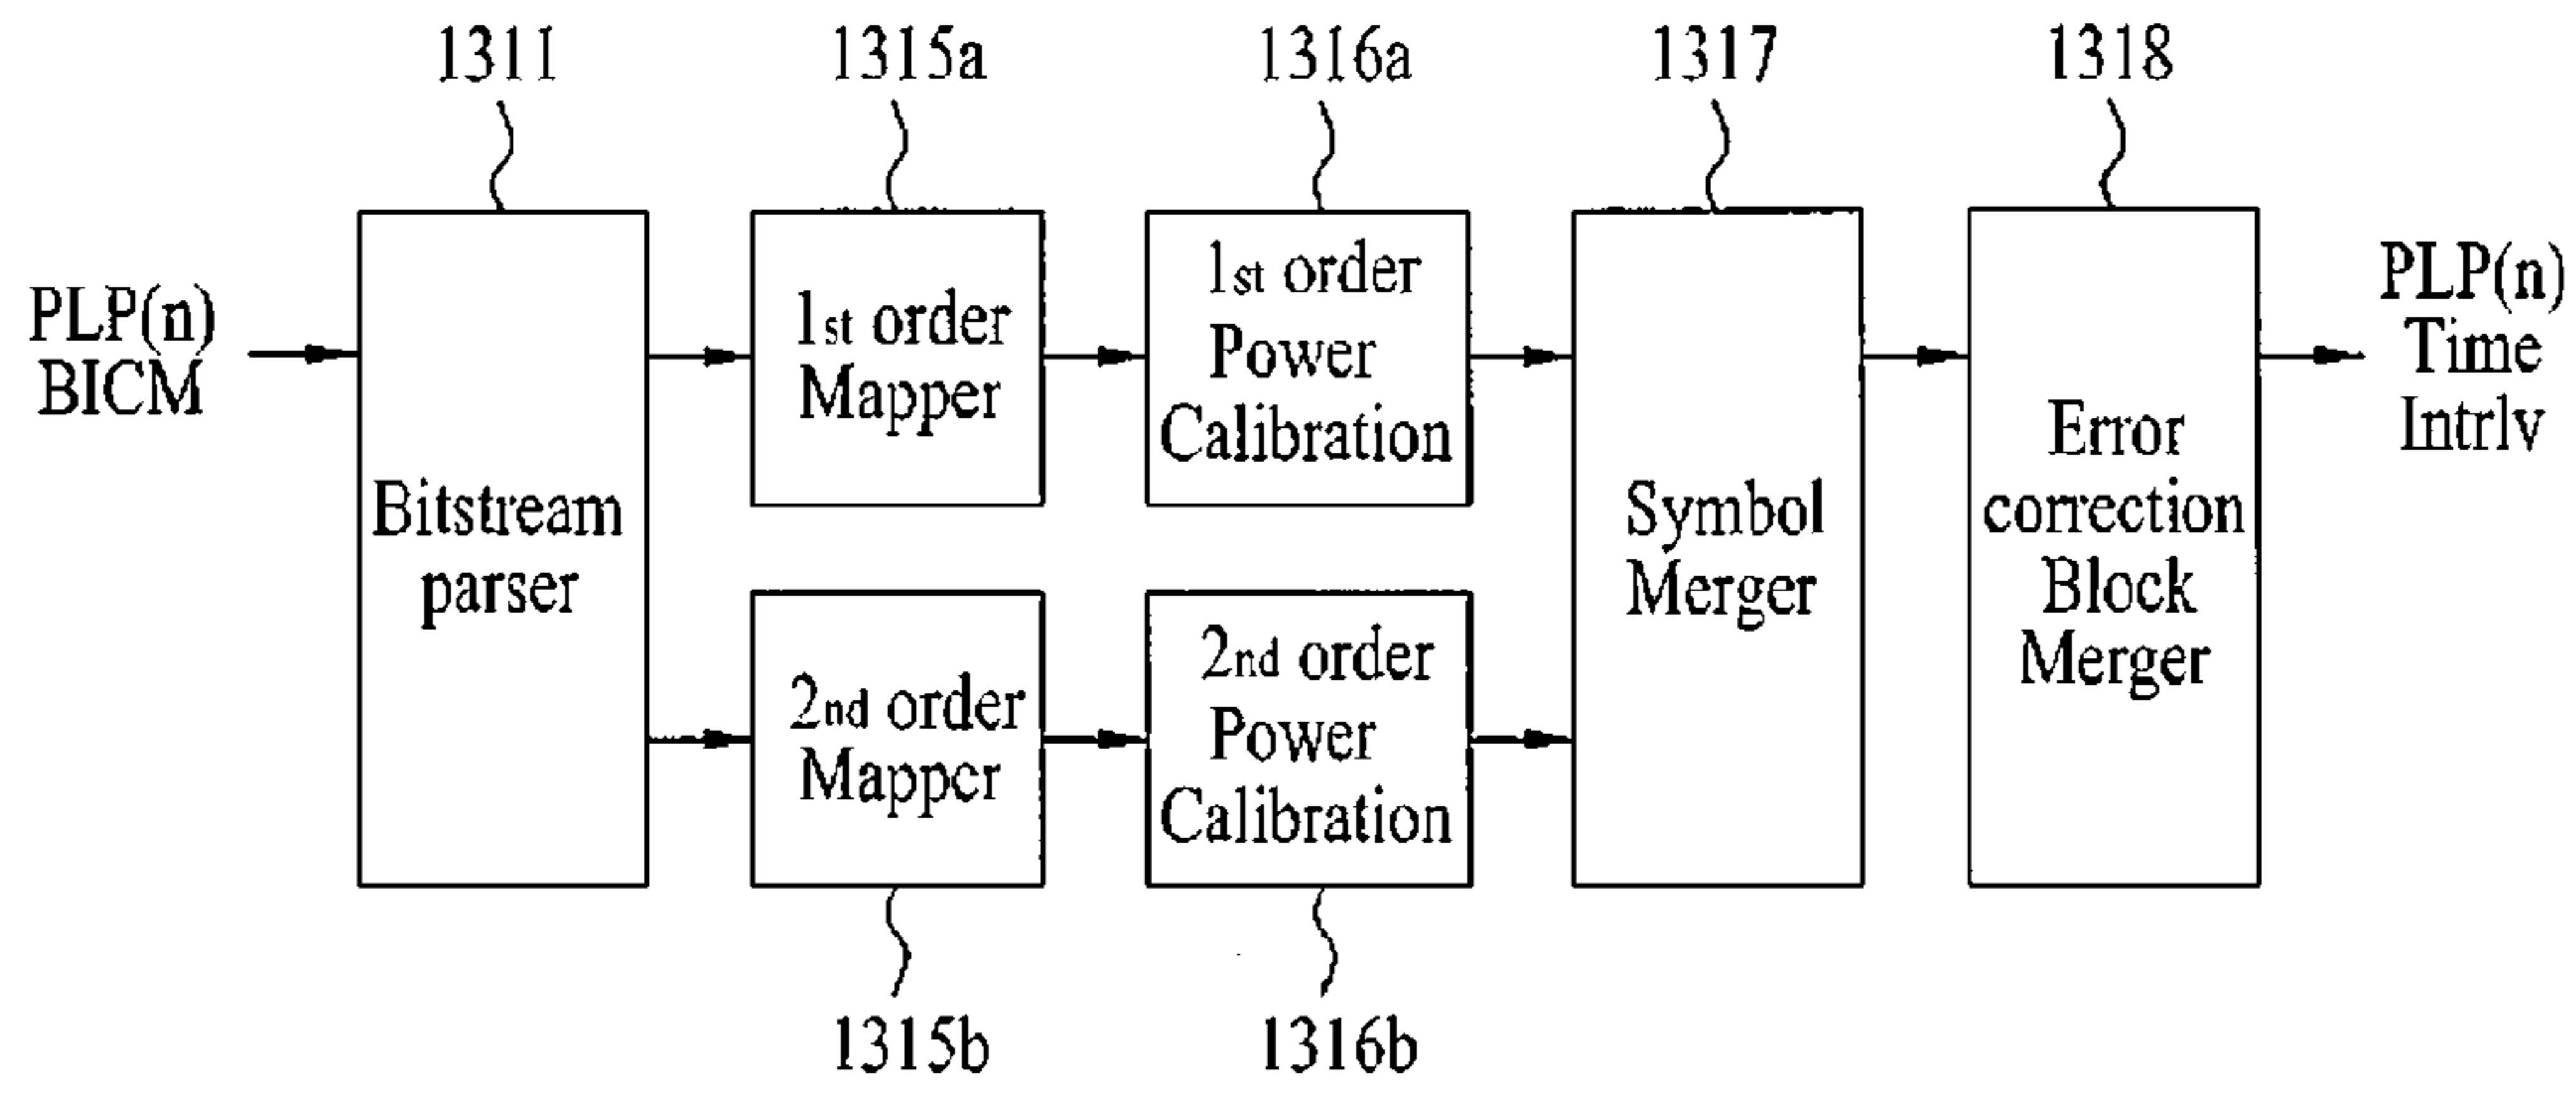 1311
1315a
1316a
1317
1318
PLP(n)
BICM
Bitstream
parser
1st order
Mapper
1st order
Power
Calibration
2nd order
Mapper
2nd order
Power
Calibration
Symbol
Merger
Error
correction
Block
Merger
PLP(n)
Time
Intrlv
1315b
1316b